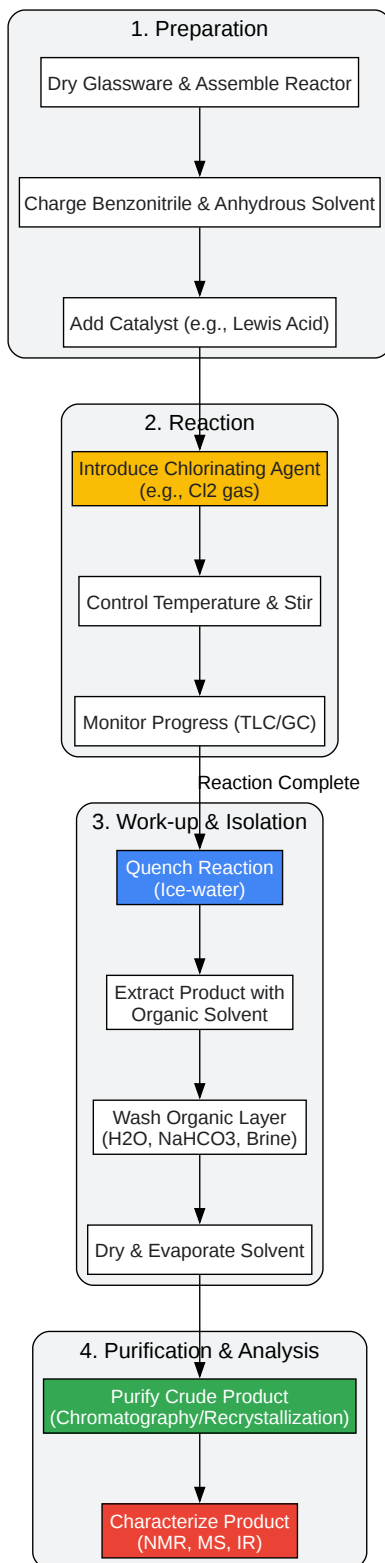 1. Preparation
Dry Glassware & Assemble Reactor
Charge Benzonitrile & Anhydrous Solvent
Add Catalyst (e.g., Lewis Acid)
2. Reaction
Introduce Chlorinating Agent
(e.g., Cl2 gas)
Control Temperature & Stir
Monitor Progress (TLC/GC)
Reaction Complete
3. Work-up & Isolation
Quench Reaction
(Ice-water)
Extract Product with
Organic Solvent
Wash Organic Layer
(H2O, NaHCO3, Brine)
Dry & Evaporate Solvent
4. Purification & Analysis
Purify Crude Product
(Chromatography/Recrystallization)
Characterize Product
(NMR, MS, IR)